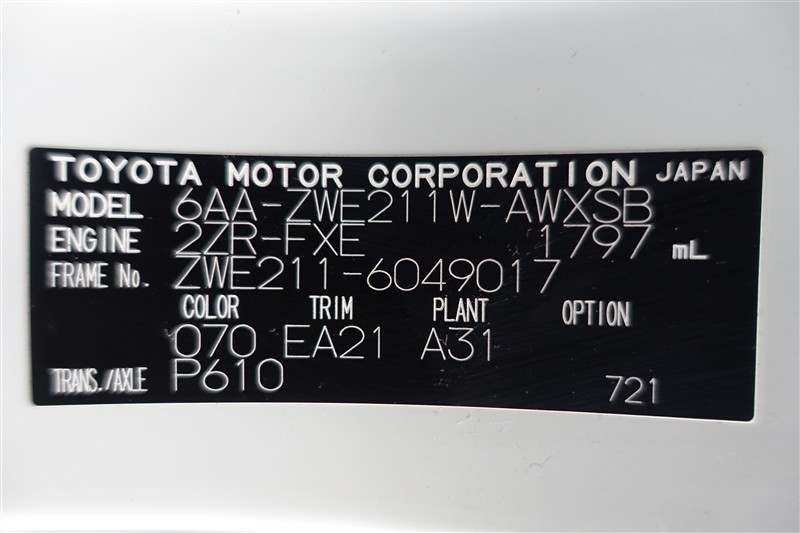 TOYOTA MOTOR CORPORATION JAPAN
MODEL 6AA-ZWE211W-AWXSB
ENGINE 2ZR-FXE 1797 mL
FRAME No. ZWE211-6049017
COLOR TRIM PLANT OPTION
070 EA21 A31
TRANS./AXLE P610 721